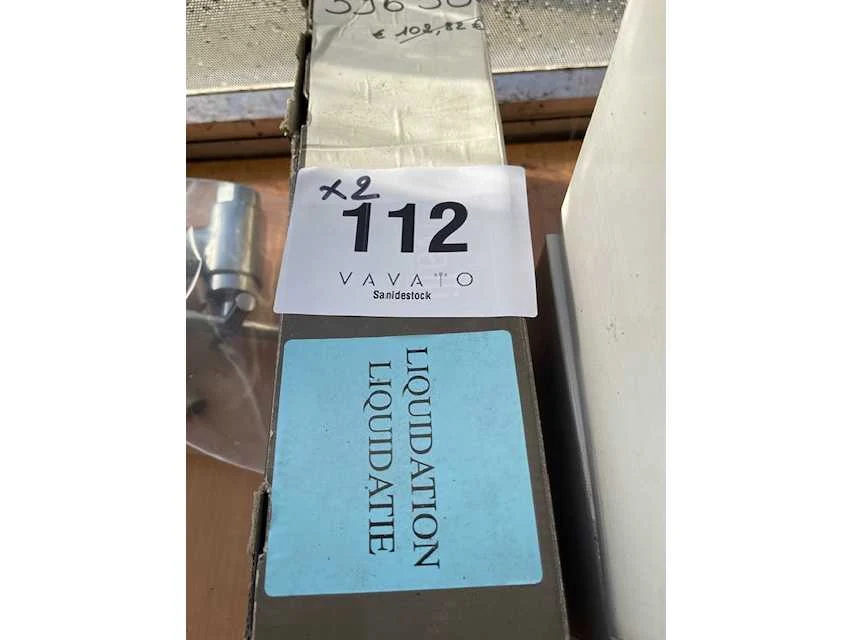 € 102,82 €
x2
112
VAVATO
Sanidestock
LIQUIDATION
LIQUIDATIE